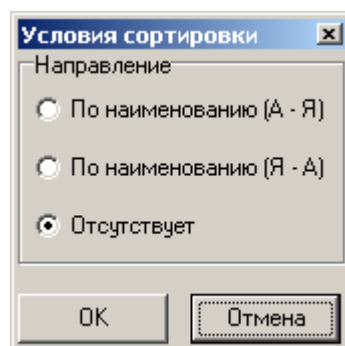 Условия сортировки
Направление
По наименованию (А - Я)
По наименованию (Я - А)
Отсутствует
OK
Отмена